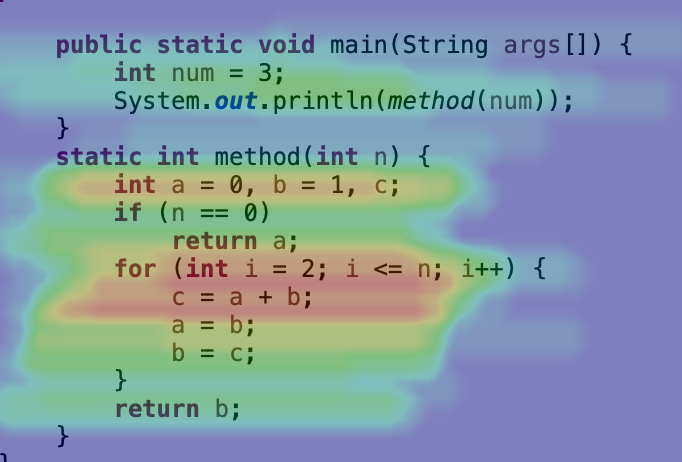 public static void main(String args[]) {
int num = 3;
System.out.println(method(num));
}
static int method(int n) {
int a = 0, b = 1, c;
if (n == 0)
return a;
for (int i = 2; i <= n; i++) {
c = a + b;
a = b;
b = c;
}
return b;
}
}